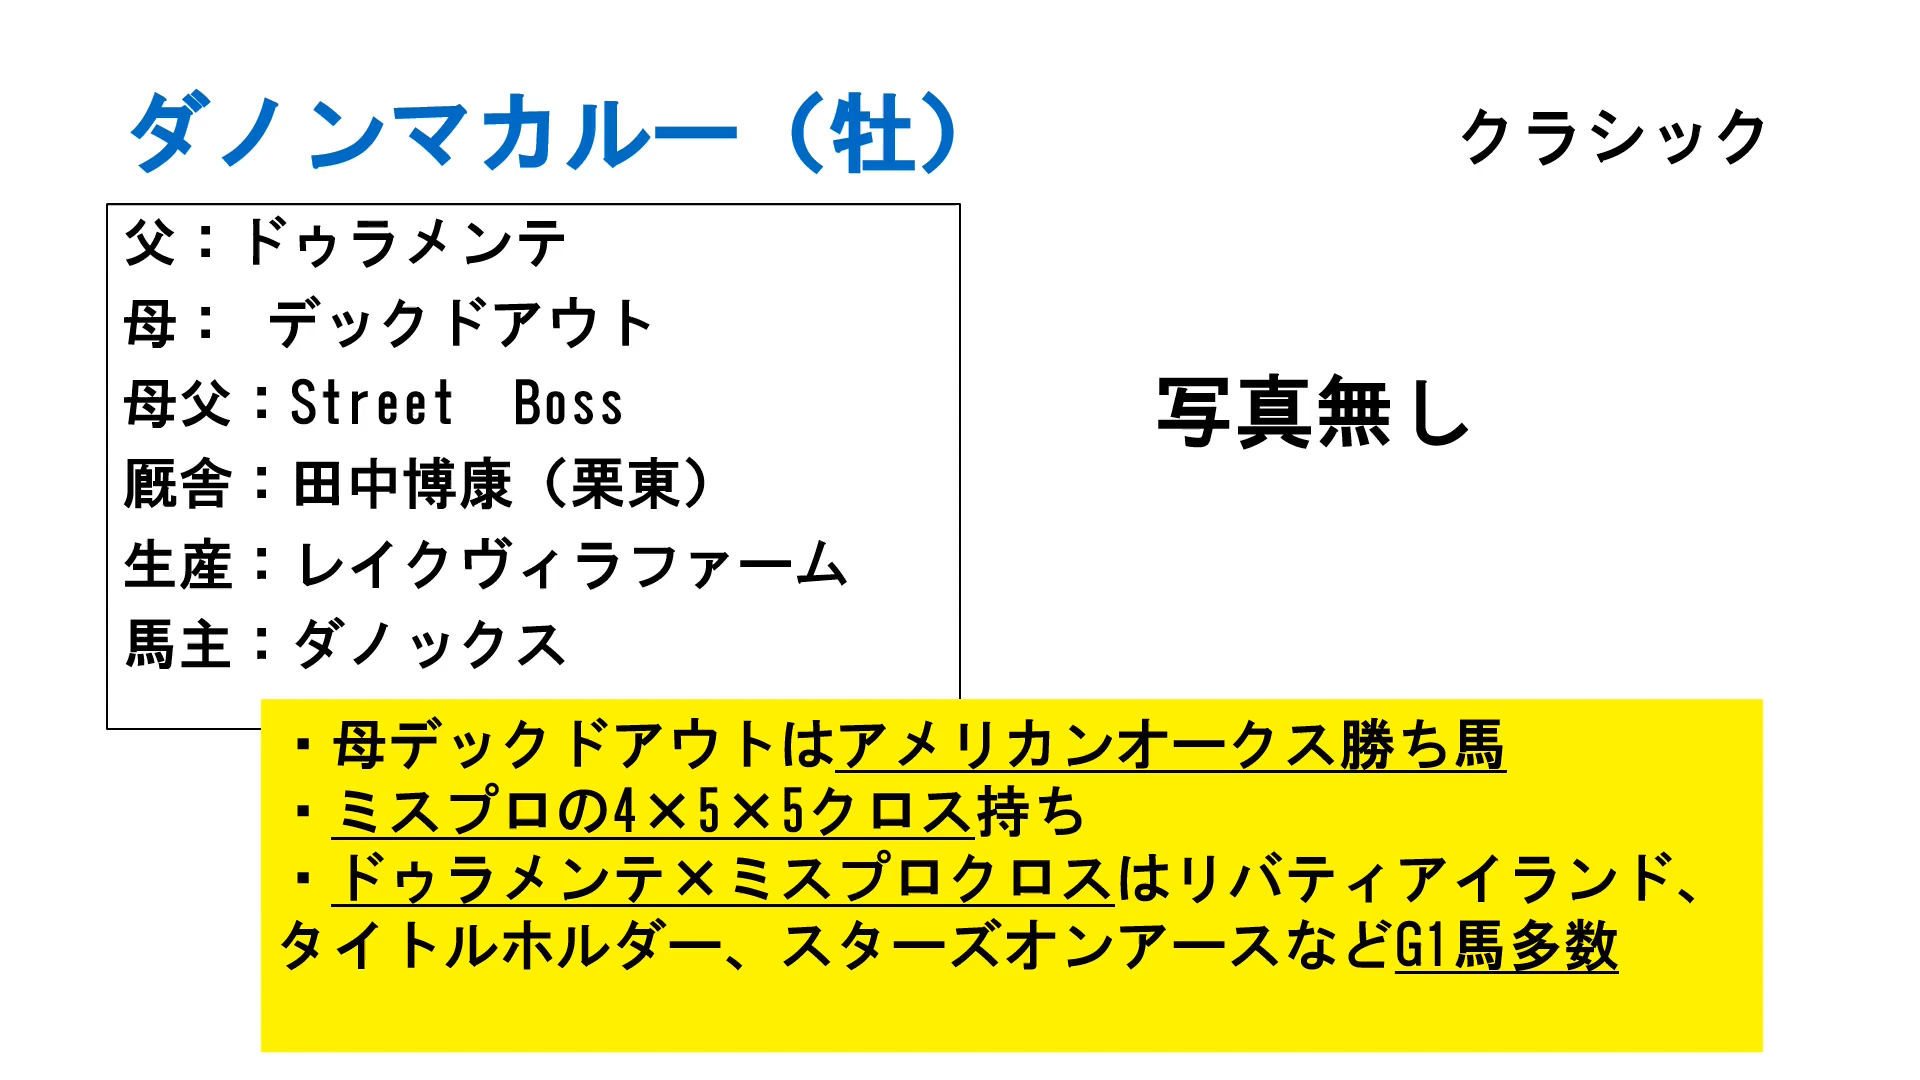 ダノンマカルー（牡）
クラシック
父：ドゥラメンテ
母： デックドアウト
母父：Street　Boss
厩舎：田中博康（栗東）
生産：レイクヴィラファーム
馬主：ダノックス
写真無し
・母デックドアウトはアメリカンオークス勝ち馬
・ミスプロの4×5×5クロス持ち
・ドゥラメンテ×ミスプロクロスはリバティアイランド、
タイトルホルダー、スターズオンアースなどG1馬多数